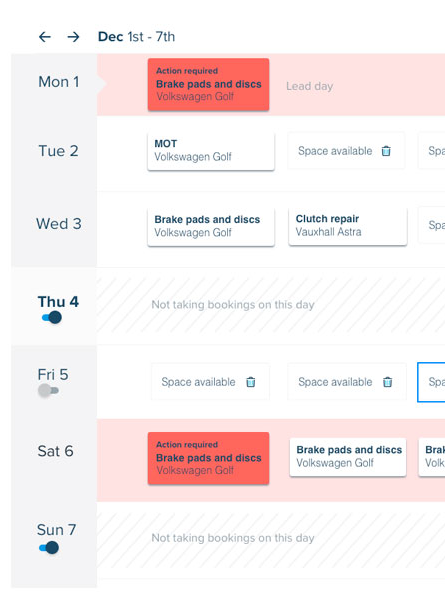 Dec 1st - 7th
Mon 1
Action required
Brake pads and discs
Volkswagen Golf
Lead day
Tue 2
MOT
Volkswagen Golf
Space available
Spa
Wed 3
Brake pads and discs
Volkswagen Golf
Clutch repair
Vauxhall Astra
Spa
Thu 4
Not taking bookings on this day
Fri 5
Space available
Space available
Spa
Sat 6
Action required
Brake pads and discs
Volkswagen Golf
Brake pads and discs
Volkswagen Golf
Brak
Volk
Sun 7
Not taking bookings on this day